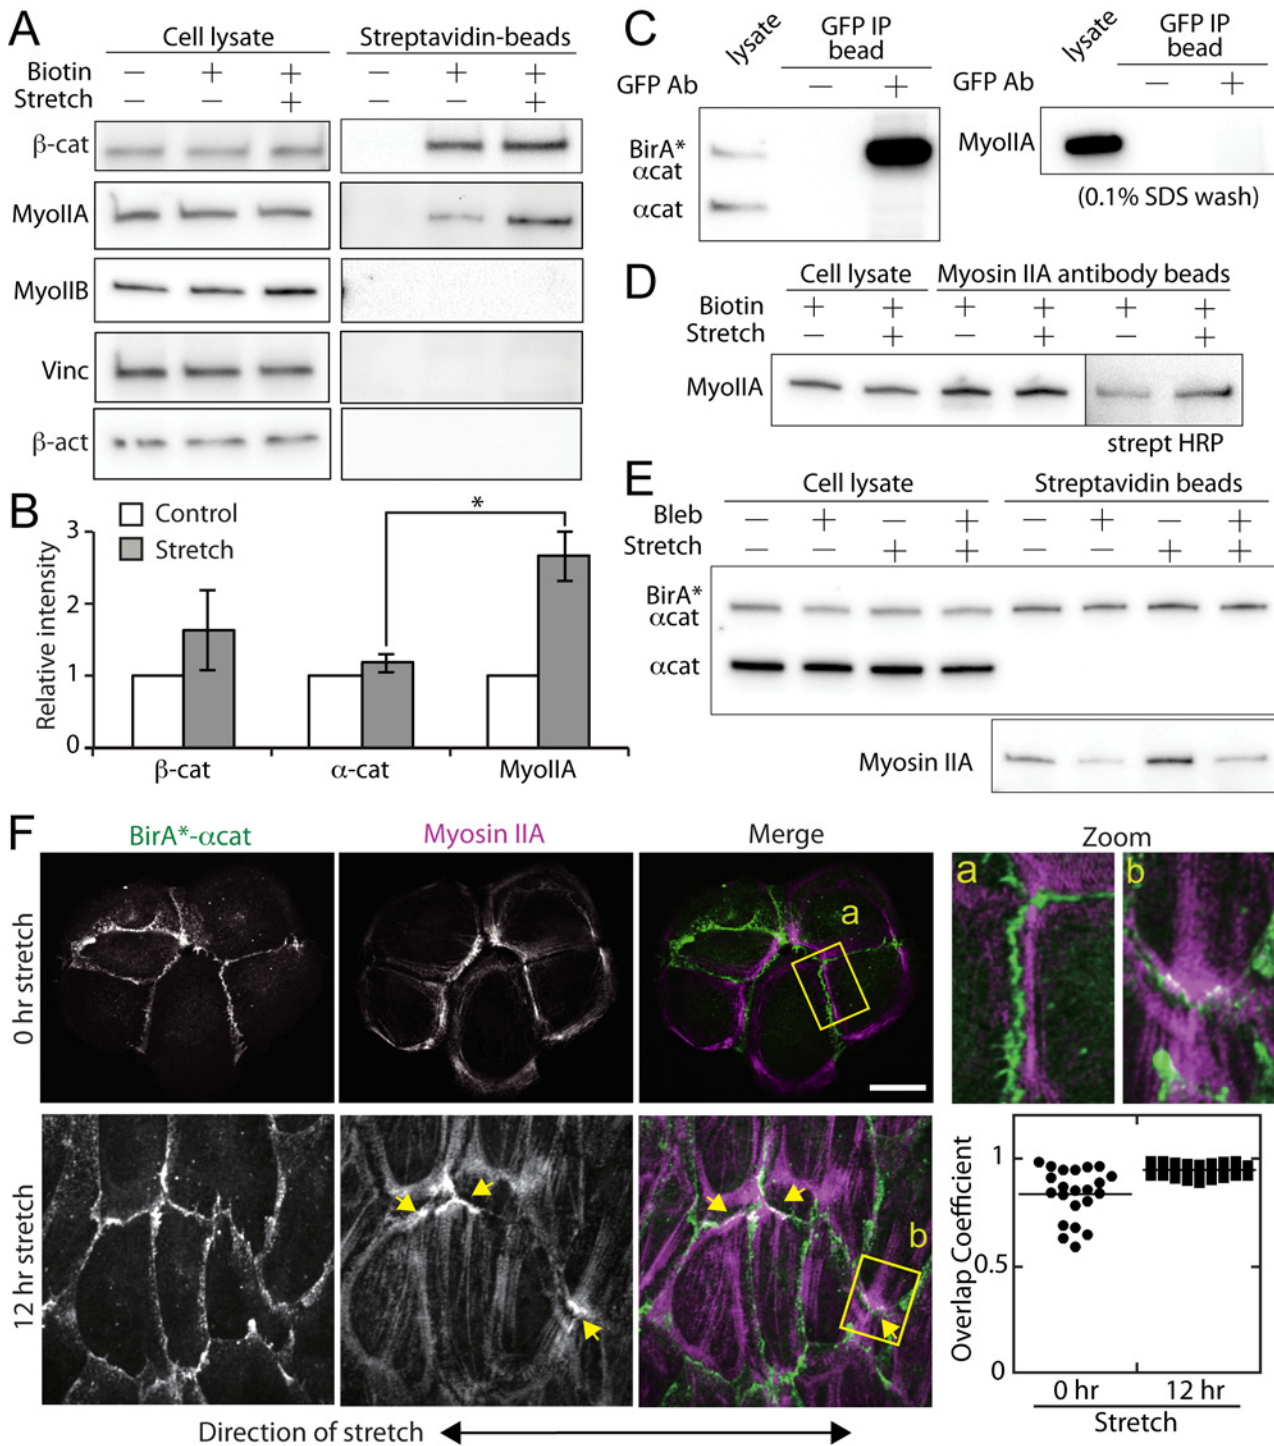 A
Cell lysate
Streptavidin-beads
Biotin — + + — + +
Stretch — — + — — +
β-cat
MyoIIA
MyoIIB
Vinc
β-act
B
Control
Stretch
*
Relative intensity
3
2
1
0
β-cat
α-cat
MyoIIA
C
lysate
GFP IP
bead
GFP Ab — +
BirA*
αcat
αcat
lysate
GFP IP
bead
GFP Ab — +
MyoIIA
(0.1% SDS wash)
D
Cell lysate
Myosin IIA antibody beads
Biotin + + + + + +
Stretch — + — + — +
MyoIIA
strept HRP
E
Cell lysate
Streptavidin beads
Bleb — + — + — + — +
Stretch — — + + — — + +
BirA*
αcat
αcat
Myosin IIA
F
BirA*-αcat
Myosin IIA
Merge
Zoom
0 hr stretch
a
a
b
12 hr stretch
b
Direction of stretch
Overlap Coefficient
1
0.5
0
0 hr
12 hr
Stretch